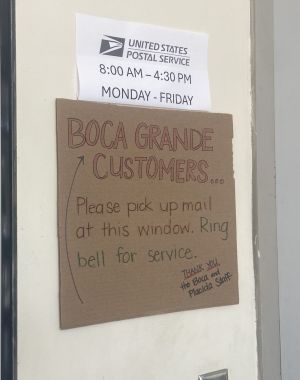 UNITED STATES
POSTAL SERVICE
8:00 AM – 4:30 PM
MONDAY - FRIDAY
BOCA GRANDE
CUSTOMERS...
Please pick up mail
at this window. Ring
bell for service.
THANK YOU,
the Boca and
Placida Staff.